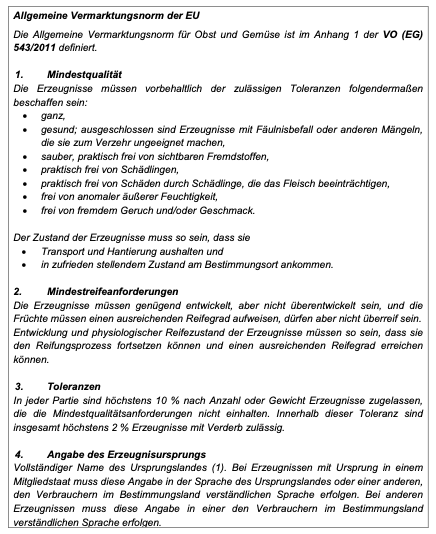 Allgemeine Vermarktungsnorm der EU
Die Allgemeine Vermarktungsnorm für Obst und Gemüse ist im Anhang 1 der VO (EG)
543/2011 definiert.
1. Mindestqualität
Die Erzeugnisse müssen vorbehaltlich der zulässigen Toleranzen folgendermaßen
beschaffen sein:
• ganz,
• gesund; ausgeschlossen sind Erzeugnisse mit Fäulnisbefall oder anderen Mängeln,
die sie zum Verzehr ungeeignet machen,
• sauber, praktisch frei von sichtbaren Fremdstoffen,
• praktisch frei von Schädlingen,
• praktisch frei von Schäden durch Schädlinge, die das Fleisch beeinträchtigen,
• frei von anomaler äußerer Feuchtigkeit,
• frei von fremdem Geruch und/oder Geschmack.
Der Zustand der Erzeugnisse muss so sein, dass sie
• Transport und Hantierung aushalten und
• in zufrieden stellendem Zustand am Bestimmungsort ankommen.
2. Mindestreifeanforderungen
Die Erzeugnisse müssen genügend entwickelt, aber nicht überentwickelt sein, und die
Früchte müssen einen ausreichenden Reifegrad aufweisen, dürfen aber nicht überreif sein.
Entwicklung und physiologischer Reifezustand der Erzeugnisse müssen so sein, dass sie
den Reifungsprozess fortsetzen können und einen ausreichenden Reifegrad erreichen
können.
3. Toleranzen
In jeder Partie sind höchstens 10 % nach Anzahl oder Gewicht Erzeugnisse zugelassen,
die die Mindestqualitätsanforderungen nicht einhalten. Innerhalb dieser Toleranz sind
insgesamt höchstens 2 % Erzeugnisse mit Verderb zulässig.
4. Angabe des Erzeugnisursprungs
Vollständiger Name des Ursprungslandes (1). Bei Erzeugnissen mit Ursprung in einem
Mitgliedstaat muss diese Angabe in der Sprache des Ursprungslandes oder einer anderen,
den Verbrauchern im Bestimmungsland verständlichen Sprache erfolgen. Bei anderen
Erzeugnissen muss diese Angabe in einer den Verbrauchern im Bestimmungsland
verständlichen Sprache erfolgen.